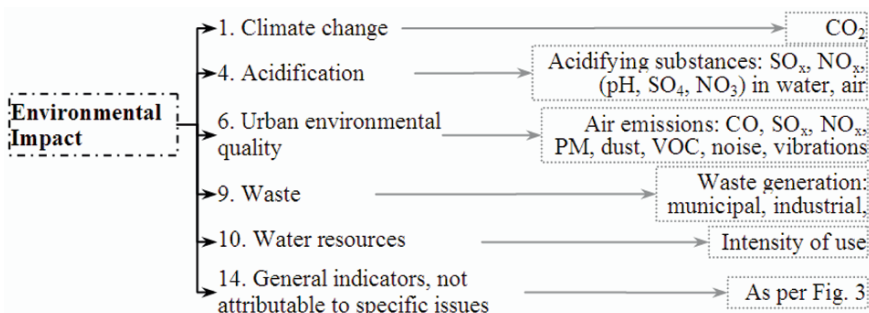 Environmental
Impact
1. Climate change
CO₂
4. Acidification
Acidifying substances: SOₓ, NOₓ,
(pH, SO₄, NO₃) in water, air
6. Urban environmental
quality
Air emissions: CO, SOₓ, NOₓ,
PM, dust, VOC, noise, vibrations
9. Waste
Waste generation:
municipal, industrial,
10. Water resources
Intensity of use
14. General indicators, not
attributable to specific issues
As per Fig. 3